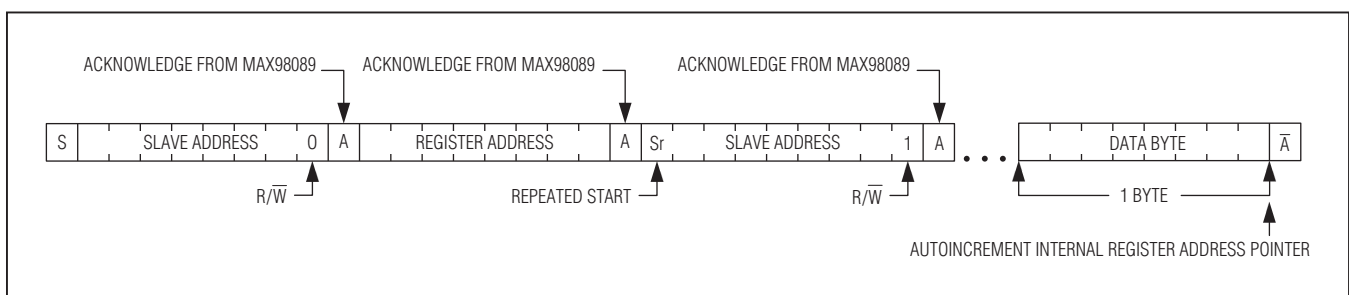 ACKNOWLEDGE FROM MAX98089 ACKNOWLEDGE FROM MAX98089 ACKNOWLEDGE FROM MAX98089
S SLAVE ADDRESS 0 A REGISTER ADDRESS A Sr SLAVE ADDRESS 1 A ... DATA BYTE A̅
R/W̅ REPEATED START R/W̅ 1 BYTE
AUTOINCREMENT INTERNAL REGISTER ADDRESS POINTER